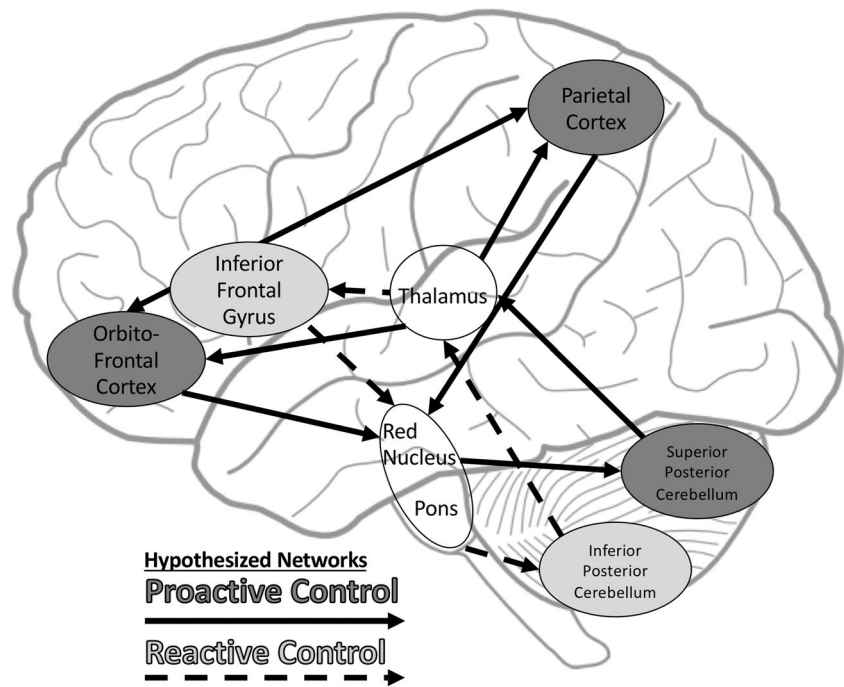 Parietal
Cortex
Inferior
Frontal
Gyrus
Thalamus
Orbito-
Frontal
Cortex
Red
Nucleus
Pons
Superior
Posterior
Cerebellum
Inferior
Posterior
Cerebellum
Hypothesized Networks
Proactive Control
Reactive Control